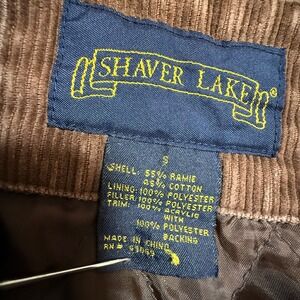 SHAVER LAKE®
S
SHELL: 55% RAMIE
45% COTTON
LINING: 100% POLYESTER
FILLER: 100% POLYESTER
TRIM: 100% ACRYLIC
WITH
100% POLYESTER
BACKING
MADE IN CHINA
RN #